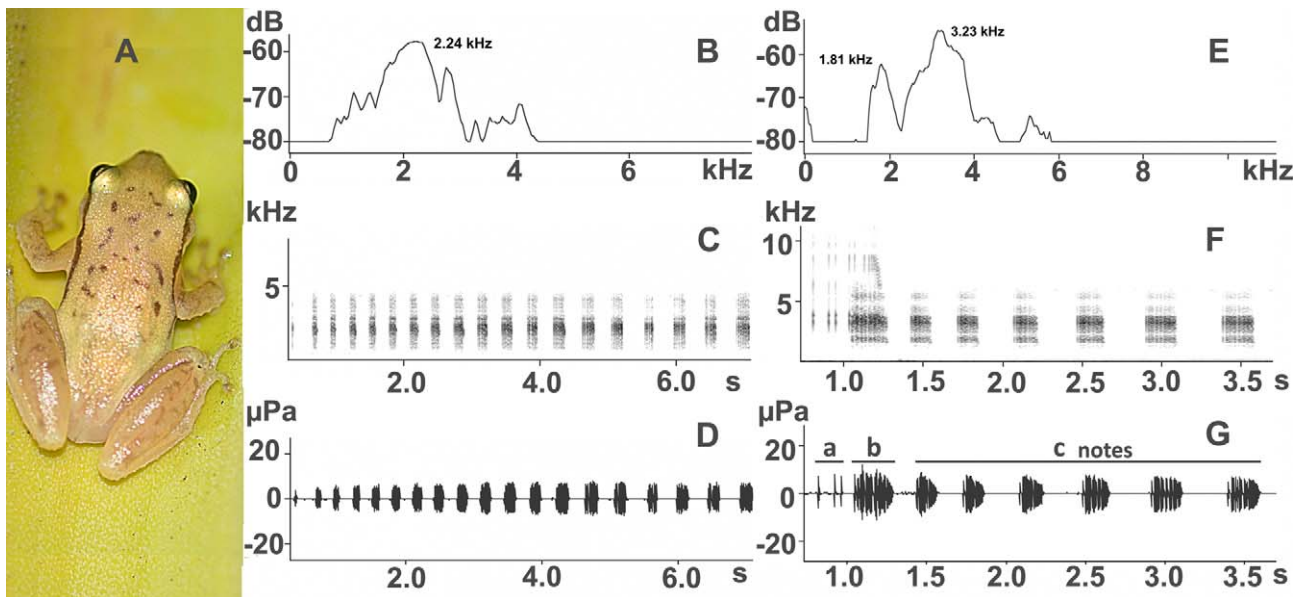 A
dB
-60
-70
-80
2.24 kHz
B
0 2 4 6 kHz
kHz
5
C
2.0 4.0 6.0 s
µPa
20
0
-20
D
2.0 4.0 6.0 s
dB
-60
-70
-80
1.81 kHz
3.23 kHz
E
0 2 4 6 8 kHz
kHz
10
5
F
1.0 1.5 2.0 2.5 3.0 3.5 s
µPa
20
0
-20
a b c notes
G
1.0 1.5 2.0 2.5 3.0 3.5 s